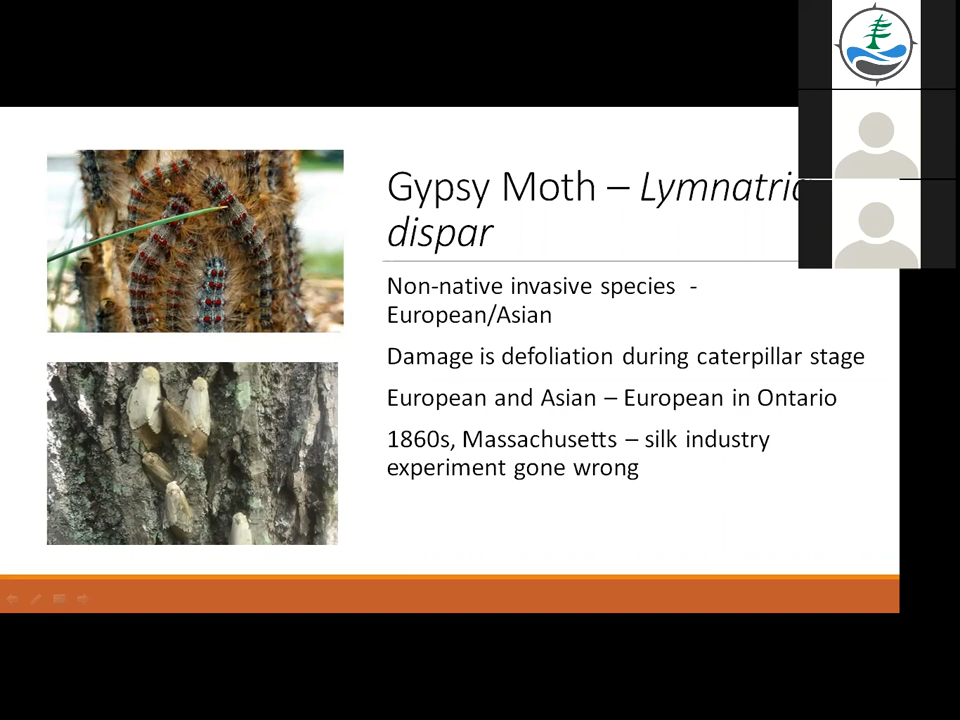 Gypsy Moth – Lymnatri
dispar
Non-native invasive species -
European/Asian
Damage is defoliation during caterpillar stage
European and Asian – European in Ontario
1860s, Massachusetts – silk industry
experiment gone wrong